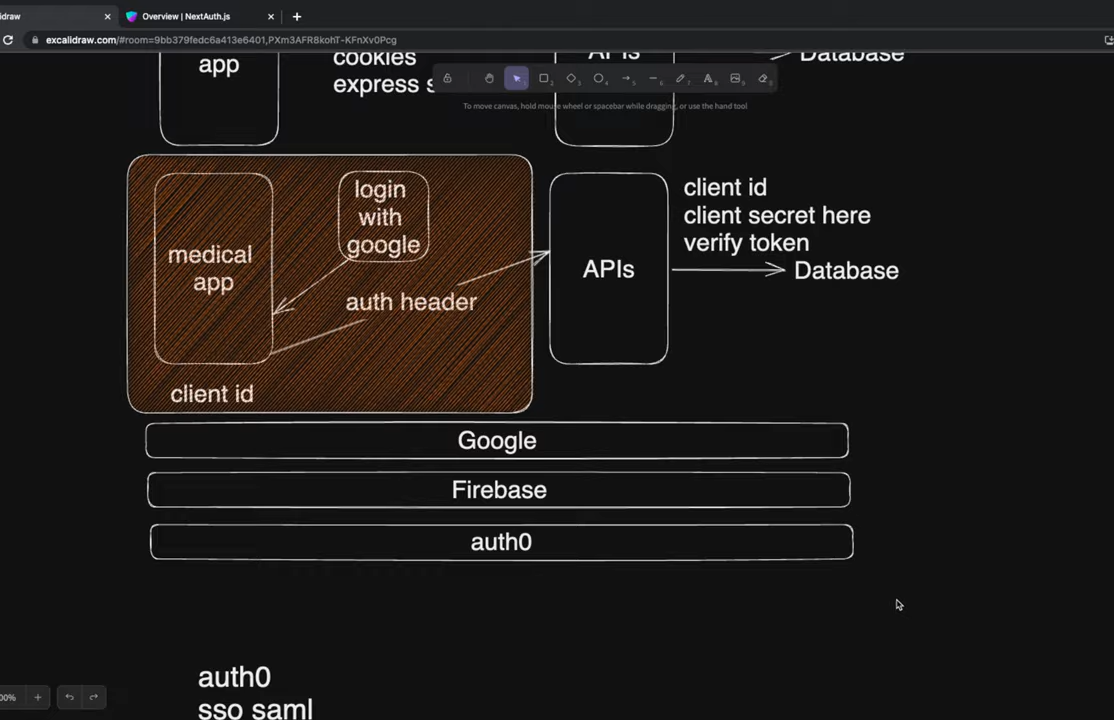 draw
Overview | NextAuth.js
excalidraw.com/#room=9bb379fedc6a413e6401,PXm3AFR8kohT-KFnXv0Pcg
app
cookies
express s
APIs
Database
To move canvas, hold mouse wheel or spacebar while dragging, or use the hand tool
medical
app
login
with
google
auth header
client id
APIs
client id
client secret here
verify token
Database
Google
Firebase
auth0
auth0
sso saml
00%